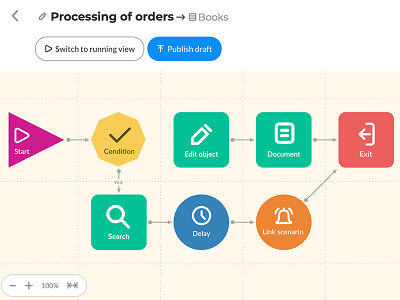 Processing of orders → Books
Switch to running view
Publish draft
Start
Condition
Edit object
Document
Exit
YES
Search
Delay
Link scenario
100%